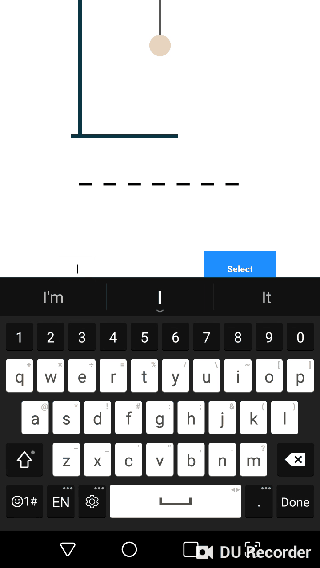 Select
I'm I It
1 2 3 4 5 6 7 8 9 0
q w e r t y u i o p
a s d f g h j k l
z x c v b n m
1# EN . Done
DU Recorder